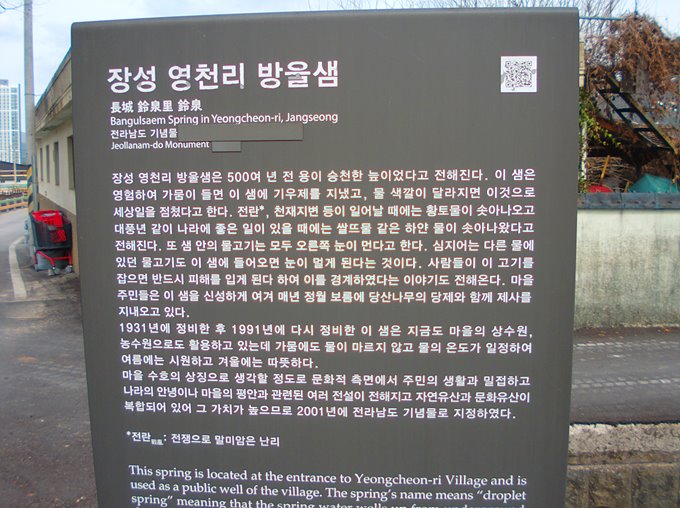 장성 영천리 방울샘
長城 鈴泉里 鈴泉
Bangulsaem Spring in Yeongcheon-ri, Jangseong
전라남도 기념물
Jeollanam-do Monument
장성 영천리 방울샘은 500여 년 전 용이 승천한 늪이었다고 전해진다. 이 샘은
영험하여 가뭄이 들면 이 샘에 기우제를 지냈고, 물 색깔이 달라지면 이것으로
세상일을 점쳤다고 한다. 전란*, 천재지변 등이 일어날 때에는 황토물이 솟아나오고
대풍년 같이 나라에 좋은 일이 있을 때에는 쌀뜨물 같은 하얀 물이 솟아나왔다고
전해진다. 또 샘 안의 물고기는 모두 오른쪽 눈이 먼다고 한다. 심지어는 다른 물에
있던 물고기도 이 샘에 들어오면 눈이 멀게 된다는 것이다. 사람들이 이 고기를
잡으면 반드시 피해를 입게 된다 하여 이를 경계하였다는 이야기도 전해온다. 마을
주민들은 이 샘을 신성하게 여겨 매년 정월 보름에 당산나무의 당제와 함께 제사를
지내오고 있다.
1931년에 정비한 후 1991년에 다시 정비한 이 샘은 지금도 마을의 상수원,
농수원으로도 활용하고 있는데 가뭄에도 물이 마르지 않고 물의 온도가 일정하여
여름에는 시원하고 겨울에는 따뜻하다.
마을 수호의 상징으로 생각할 정도로 문화적 측면에서 주민의 생활과 밀접하고
나라의 안녕이나 마을의 평안과 관련된 여러 전설이 전해지고 자연유산과 문화유산이
복합되어 있어 그 가치가 높으므로 2001년에 전라남도 기념물로 지정하였다.
*전란戰亂: 전쟁으로 말미암은 난리
This spring is located at the entrance to Yeongcheon-ri Village and is
used as a public well of the village. The spring's name means "droplet
spring" meaning that the spring water wells up from underground